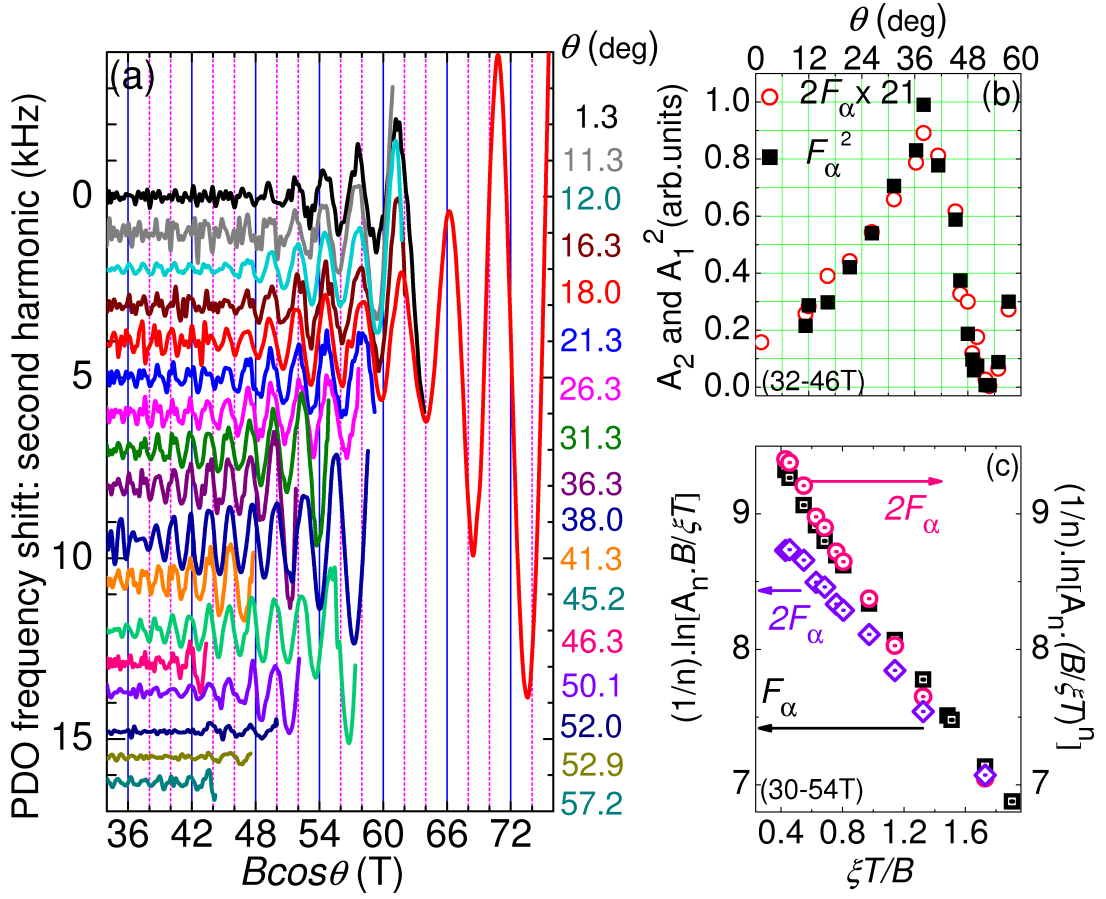 (a)
θ (deg)
1.3
11.3
12.0
16.3
18.0
21.3
26.3
31.3
36.3
38.0
41.3
45.2
46.3
50.1
52.0
52.9
57.2
PDO frequency shift: second harmonic (kHz)
0
5
10
15
36 42 48 54 60 66 72
Bcosθ (T)
θ (deg)
0 12 24 36 48 60
(b)
2Fα x 21
Fα²
A₂ and A₁² (arb.units)
1.0
0.8
0.6
0.4
0.2
0.0
(32-46T)
(c)
2Fα
2Fα
Fα
(1/n).ln[Aₙ.B/ξT]
(1/n).ln[Aₙ.(B/ξT)ⁿ]
9
8
7
9
8
7
(30-54T)
0.4 0.8 1.2 1.6
ξT/B